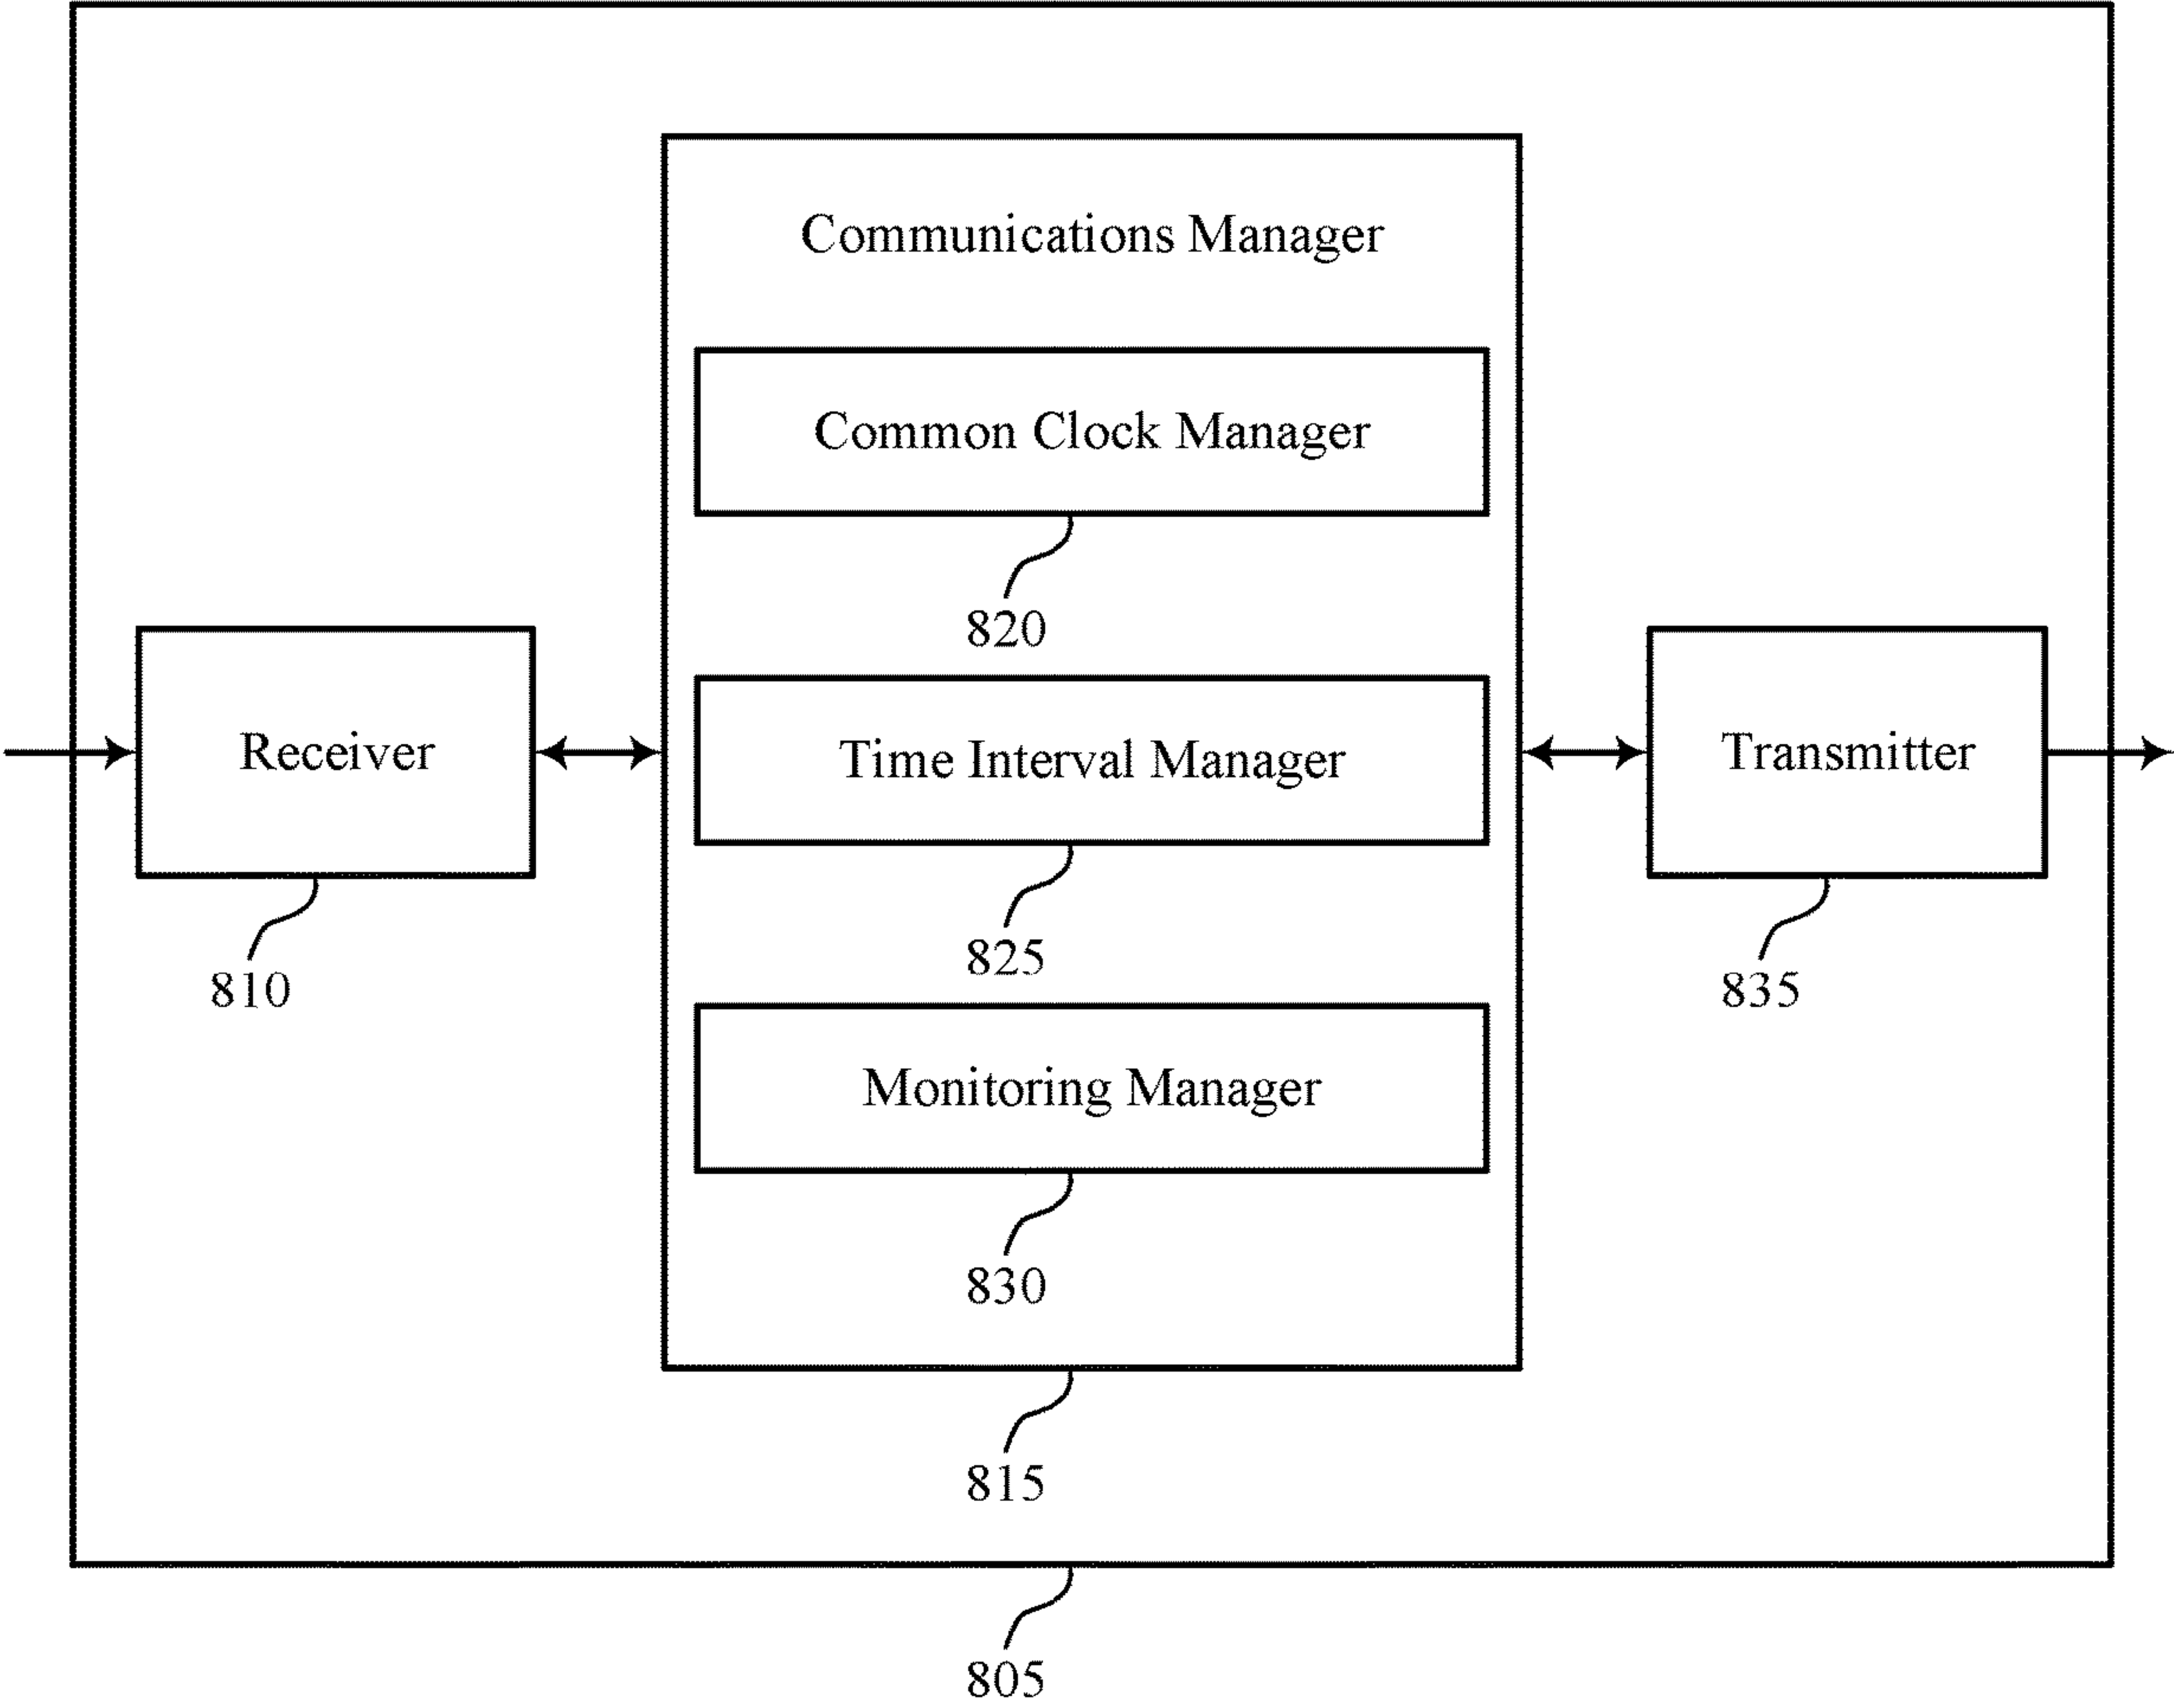 Communications Manager
Common Clock Manager
820
Receiver
Time Interval Manager
Transmitter
825
810
835
Monitoring Manager
830
815
805